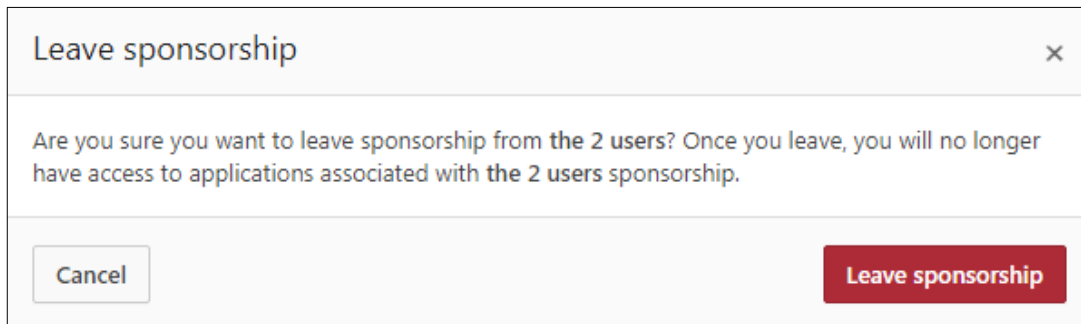 Leave sponsorship
×
Are you sure you want to leave sponsorship from the 2 users? Once you leave, you will no longer
have access to applications associated with the 2 users sponsorship.
Cancel
Leave sponsorship